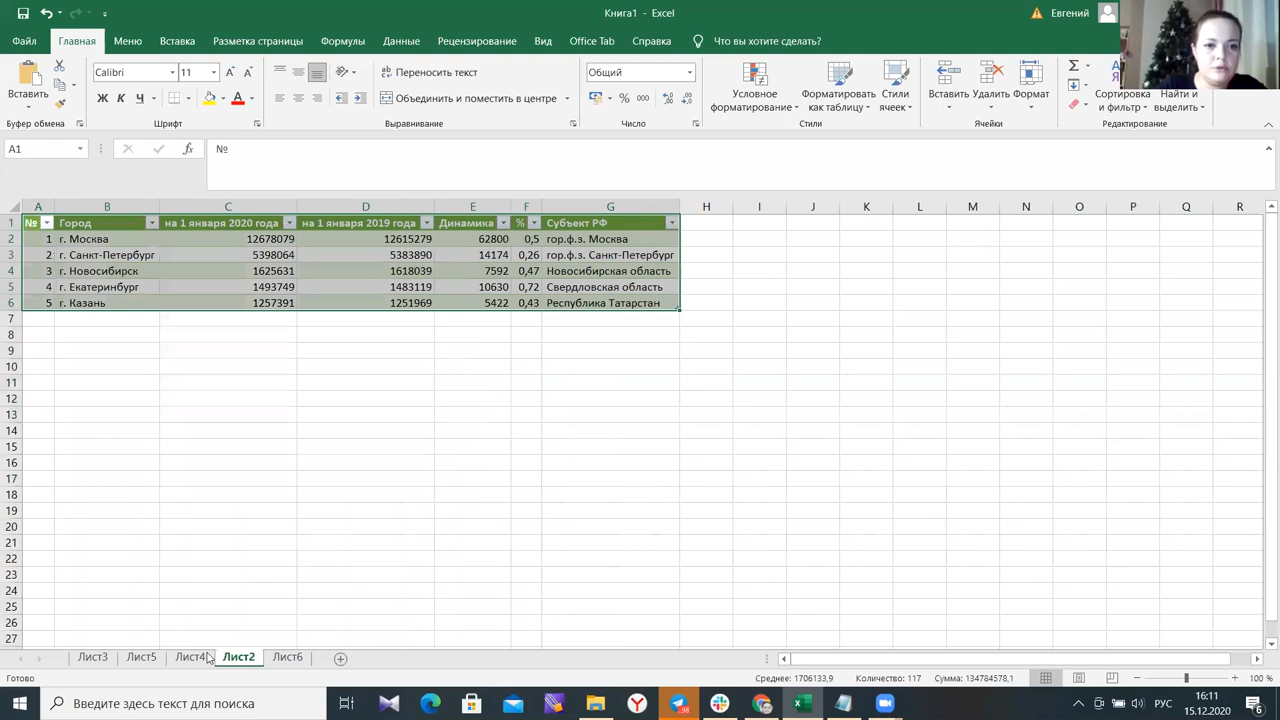 Книга1 - Excel
Евгений
Файл Главная Меню Вставка Разметка страницы Формулы Данные Рецензирование Вид Office Tab Справка Что вы хотите сделать?
Вставить
Calibri 11
Ж К Ч
Переносить текст
Объединить и поместить в центре
Общий
% 000
Условное форматирование
Форматировать как таблицу
Стили ячеек
Вставить Удалить Формат
Сортировка и фильтр
Найти и выделить
Буфер обмена Шрифт Выравнивание Число Стили Ячейки Редактирование
A1 fx №
A B C D E F G H I J K L M N O P Q R
1 № Город на 1 января 2020 года на 1 января 2019 года Динамика % Субъект РФ
2 1 г. Москва 12678079 12615279 62800 0,5 гор.ф.з. Москва
3 2 г. Санкт-Петербург 5398064 5383890 14174 0,26 гор.ф.з. Санкт-Петербург
4 3 г. Новосибирск 1625631 1618039 7592 0,47 Новосибирская область
5 4 г. Екатеринбург 1493749 1483119 10630 0,72 Свердловская область
6 5 г. Казань 1257391 1251969 5422 0,43 Республика Татарстан
7
8
9
10
11
12
13
14
15
16
17
18
19
20
21
22
23
24
25
26
27
Лист3 Лист5 Лист4 Лист2 Лист6
Готово Среднее: 1706133,9 Количество: 117 Сумма: 134784578,1 100 %
Введите здесь текст для поиска
98
РУС
16:11
15.12.2020
6